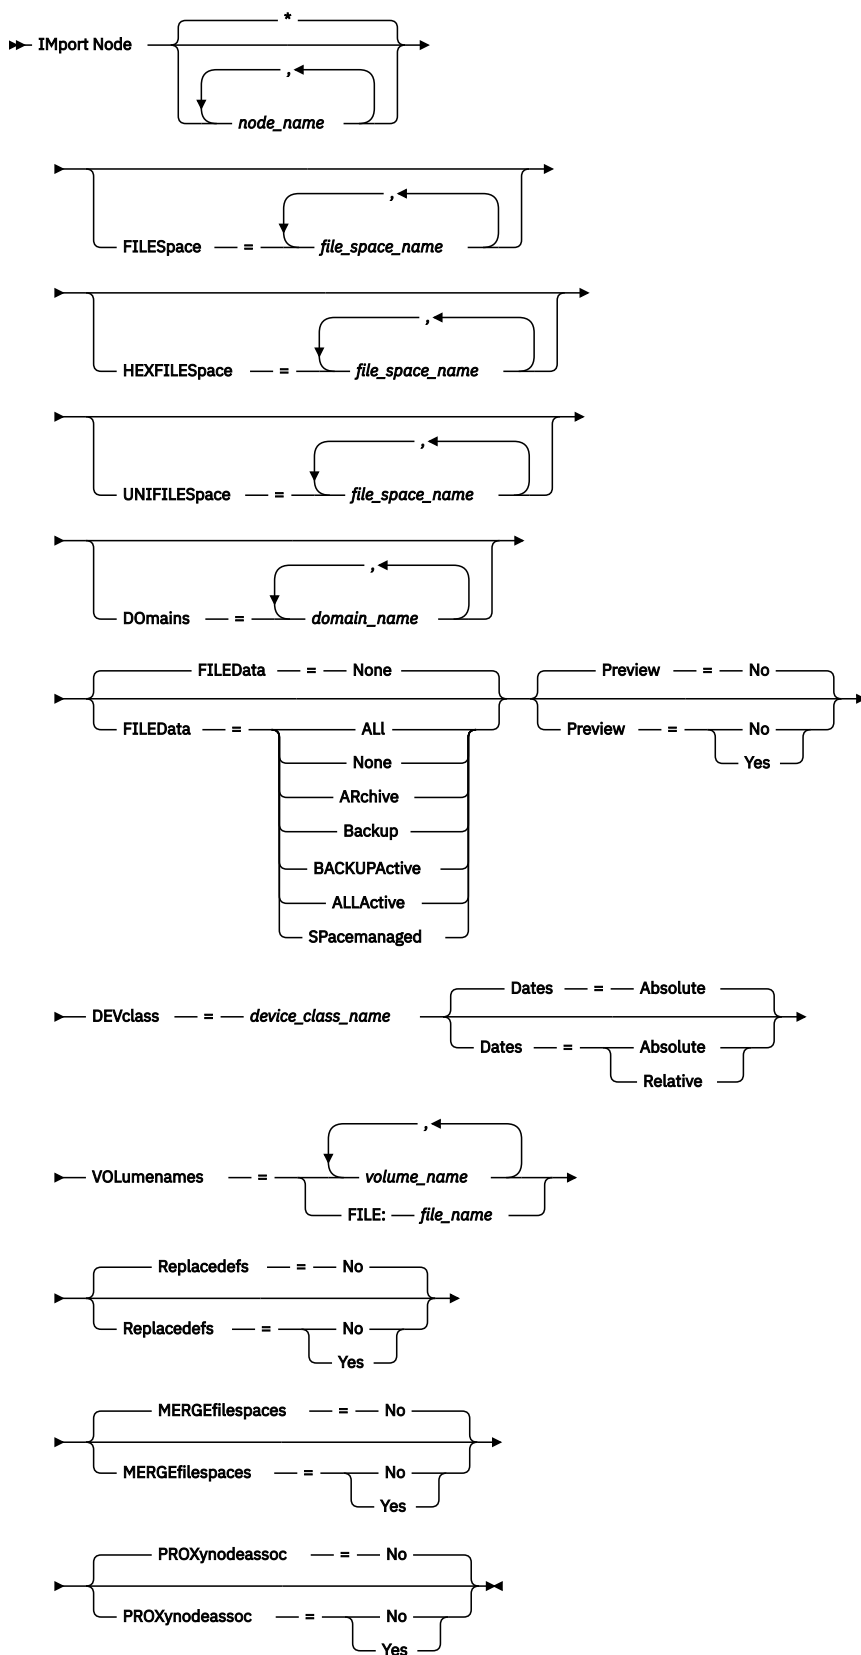 *
IMport Node
,
node_name
,
FILESpace = file_space_name
,
HEXFILESpace = file_space_name
,
UNIFILESpace = file_space_name
,
DOmains = domain_name
FILEData = None Preview = No
FILEData = ALl Preview = No
None Yes
ARchive
Backup
BACKUPActive
ALLActive
SPacemanaged
Dates = Absolute
DEVclass = device_class_name
Dates = Absolute
Relative
,
VOLumenames = volume_name
FILE: file_name
Replacedefs = No
Replacedefs = No
Yes
MERGEfilespaces = No
MERGEfilespaces = No
Yes
PROXynodeassoc = No
PROXynodeassoc = No
Yes